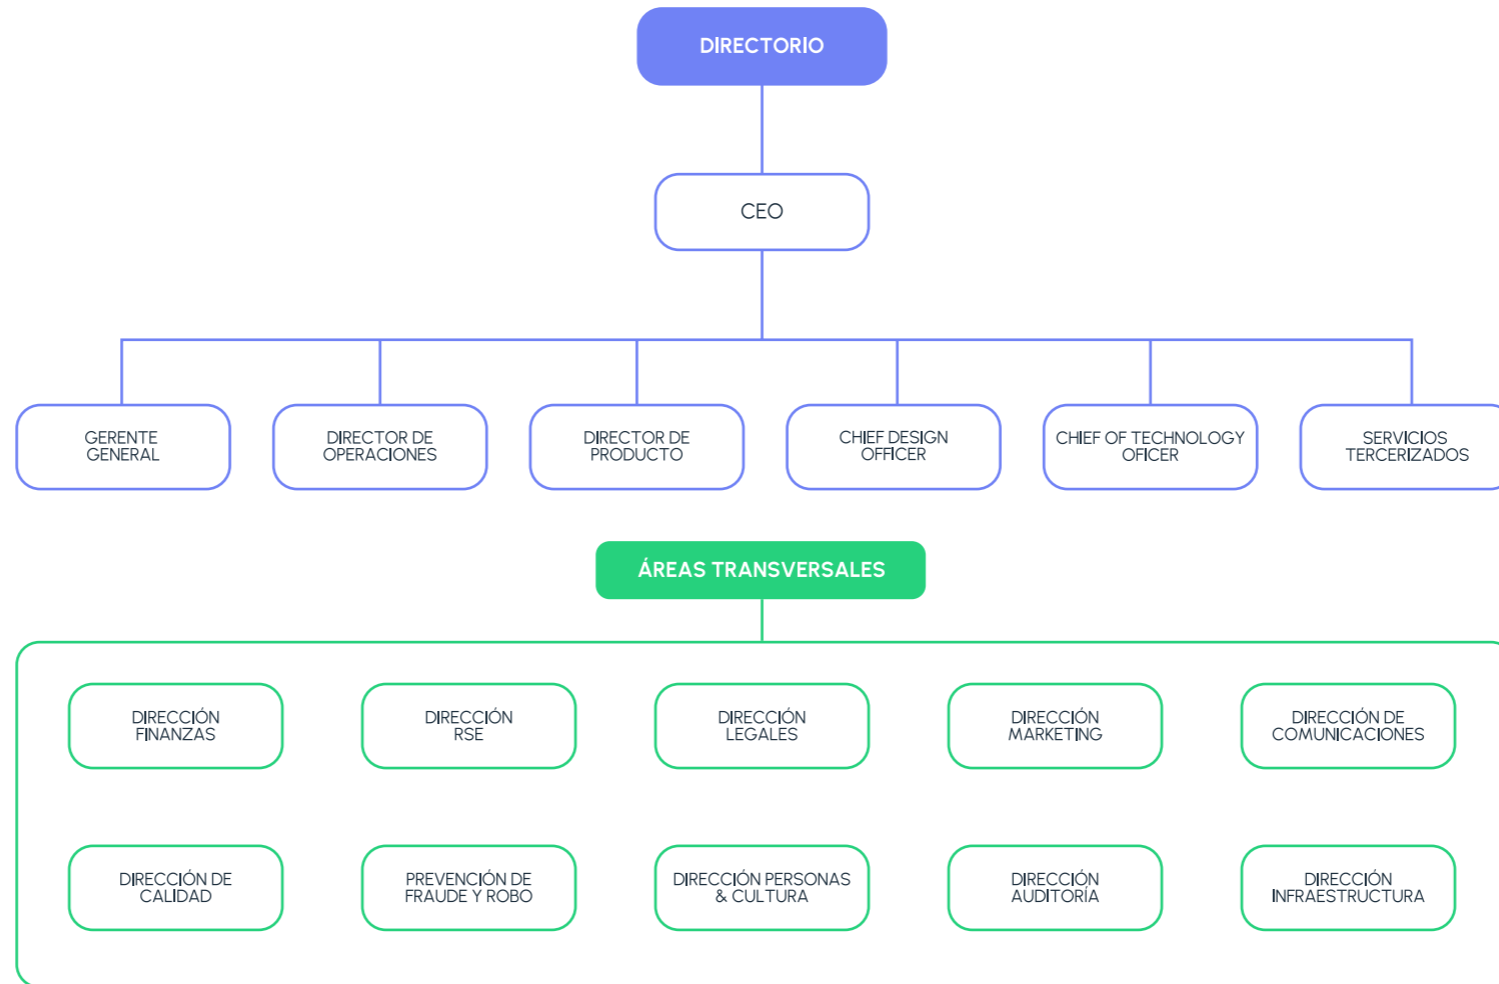 DIRECTORIO
CEO
GERENTE
GENERAL
DIRECTOR DE
OPERACIONES
DIRECTOR DE
PRODUCTO
CHIEF DESIGN
OFFICER
CHIEF OF TECHNOLOGY
OFICER
SERVICIOS
TERCERIZADOS
ÁREAS TRANSVERSALES
DIRECCIÓN
FINANZAS
DIRECCIÓN
RSE
DIRECCIÓN
LEGALES
DIRECCIÓN
MARKETING
DIRECCIÓN DE
COMUNICACIONES
DIRECCIÓN DE
CALIDAD
PREVENCIÓN DE
FRAUDE Y ROBO
DIRECCIÓN PERSONAS
& CULTURA
DIRECCIÓN
AUDITORÍA
DIRECCIÓN
INFRAESTRUCTURA